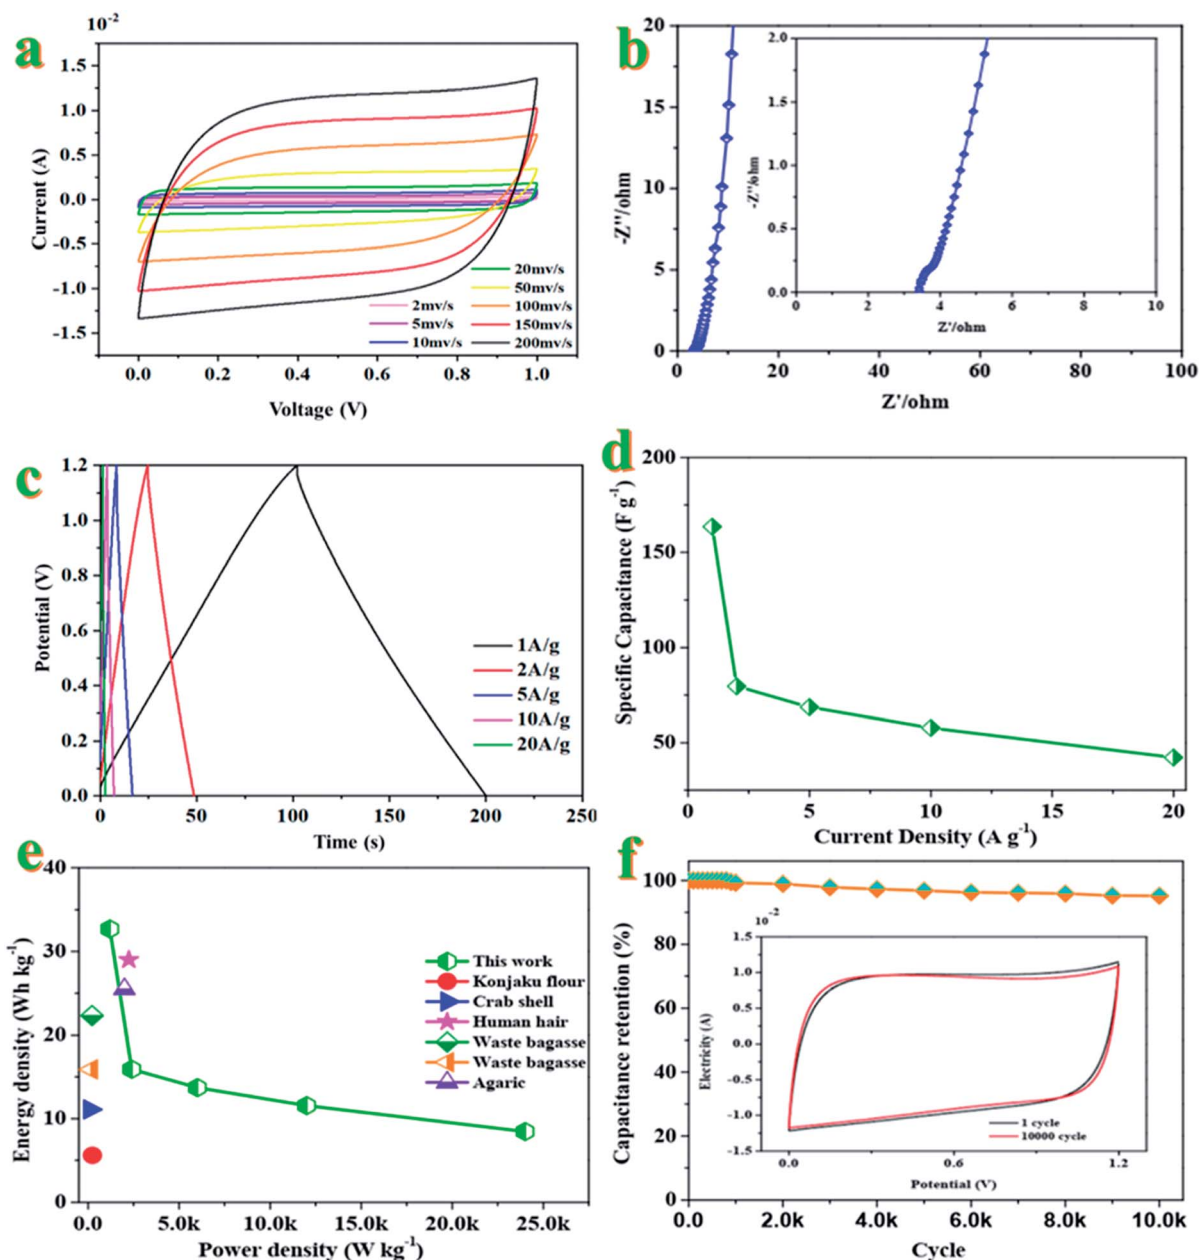 a
10-2
1.5
1.0
0.5
0.0
-0.5
-1.0
-1.5
Current (A)
0.0 0.2 0.4 0.6 0.8 1.0
Voltage (V)
2mv/s
5mv/s
10mv/s
20mv/s
50mv/s
100mv/s
150mv/s
200mv/s
b
20
15
10
5
0
-Z''/ohm
0 20 40 60 80 100
Z'/ohm
2.0
1.5
1.0
0.5
0.0
-Z''/ohm
0 2 4 6 8 10
Z'/ohm
c
1.2
1.0
0.8
0.6
0.4
0.2
0.0
Potential (V)
0 50 100 150 200 250
Time (s)
1A/g
2A/g
5A/g
10A/g
20A/g
d
200
150
100
50
Specific Capacitance (F g-1)
0 5 10 15 20
Current Density (A g-1)
e
40
30
20
10
0
Energy density (Wh kg-1)
0.0 5.0k 10.0k 15.0k 20.0k 25.0k
Power density (W kg-1)
This work
Konjaku flour
Crab shell
Human hair
Waste bagasse
Waste bagasse
Agaric
f
100
80
60
40
20
0
Capacitance retention (%)
0.0 2.0k 4.0k 6.0k 8.0k 10.0k
Cycle
10-2
1.5
1.0
0.5
0.0
-0.5
-1.0
-1.5
Electricity (A)
0.0 0.6 1.2
Potential (V)
1 cycle
10000 cycle